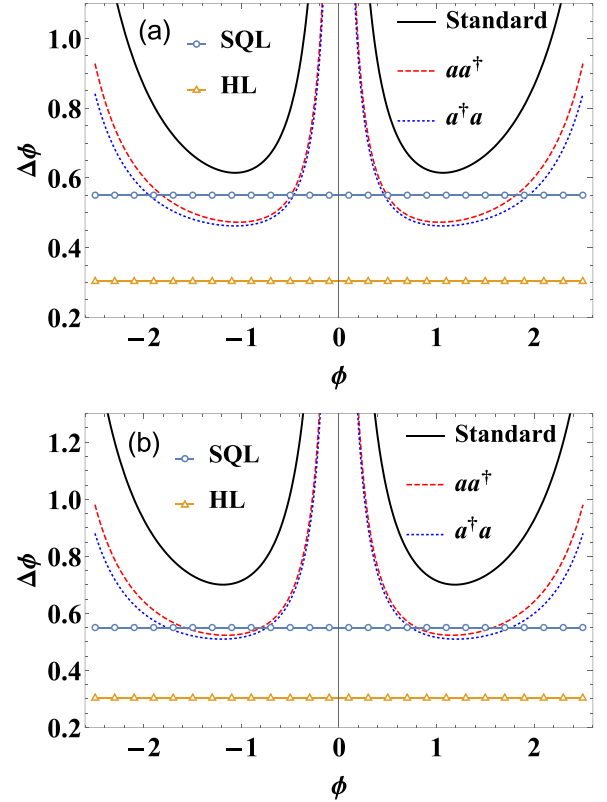 (a)
SQL
HL
Standard
aa†
a†a
1.0
0.8
0.6
0.4
0.2
Δϕ
−2 −1 0 1 2
ϕ
(b)
SQL
HL
Standard
aa†
a†a
1.2
1.0
0.8
0.6
0.4
0.2
Δϕ
−2 −1 0 1 2
ϕ